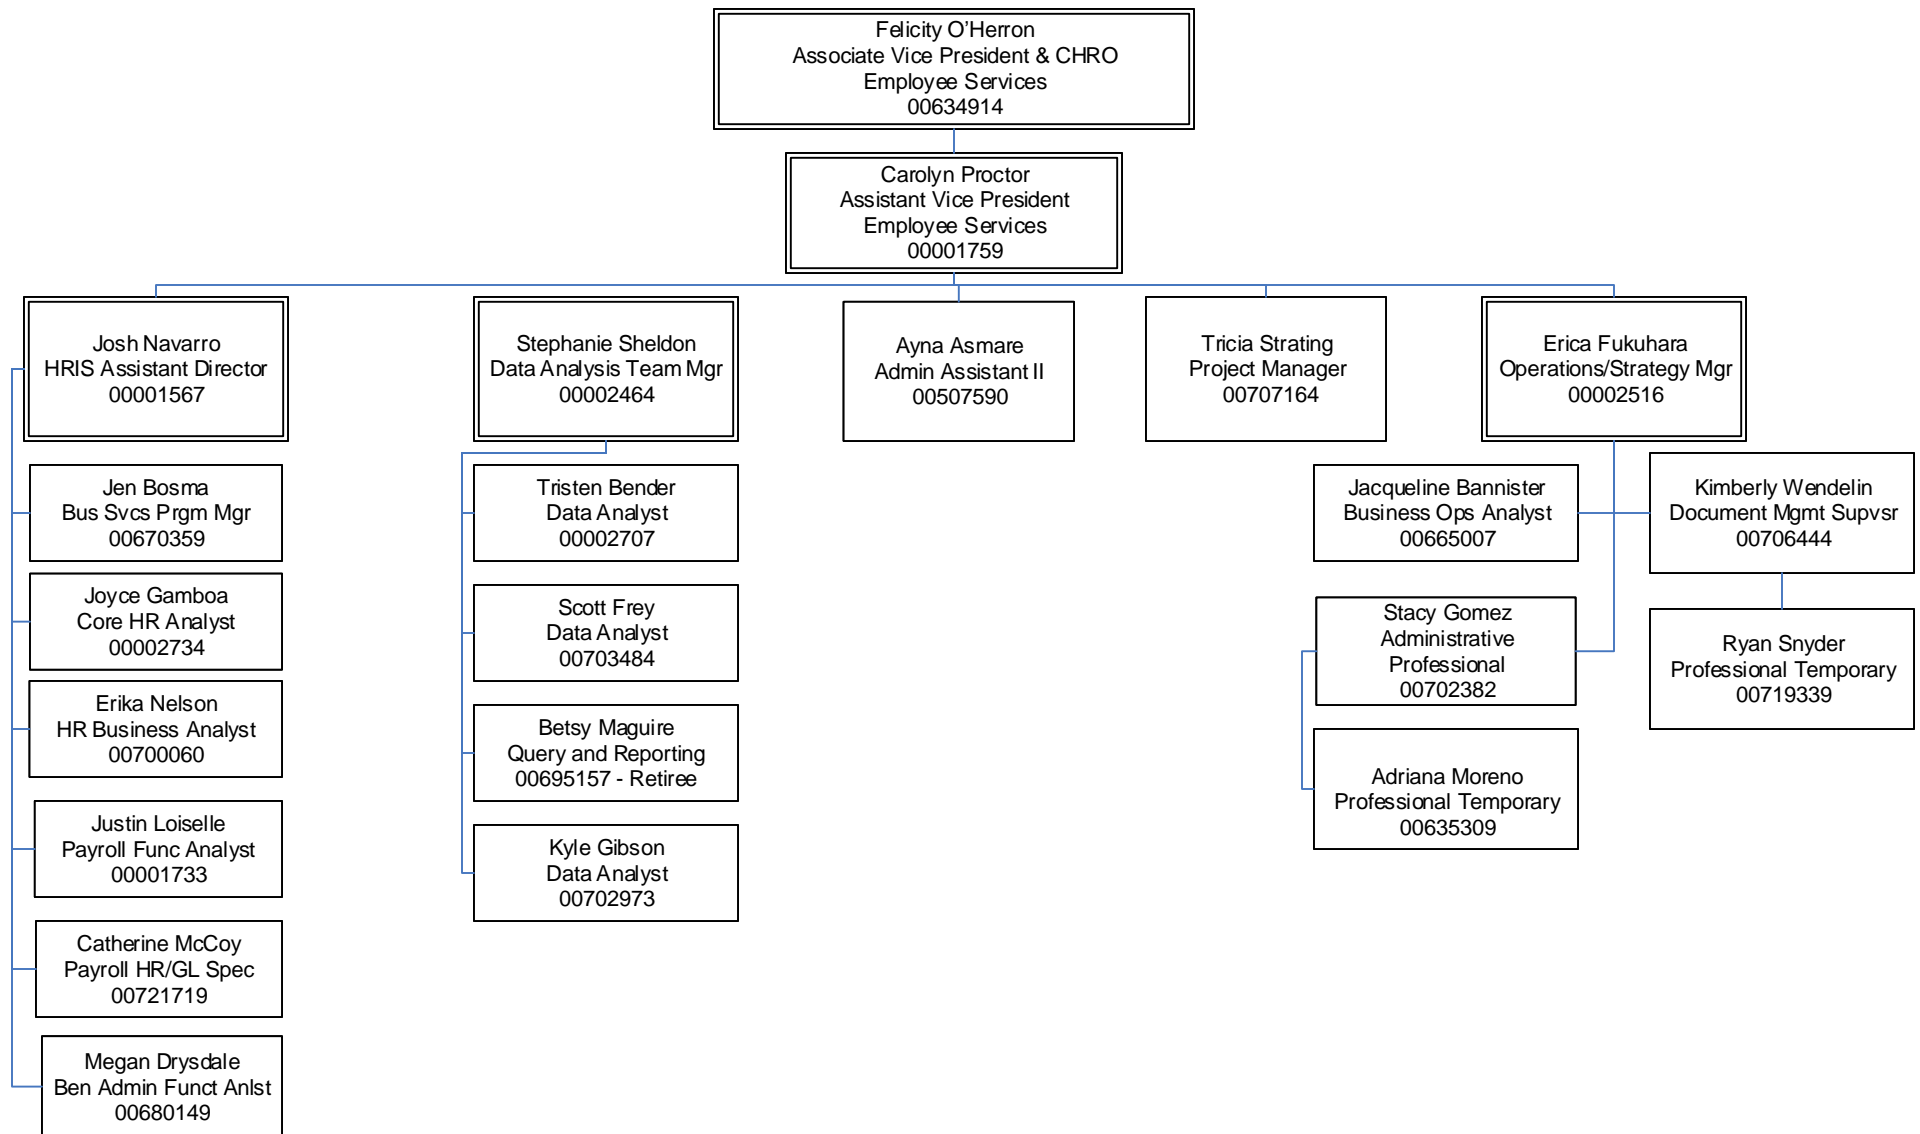 Felicity O’Herron
Associate Vice President & CHRO
Employee Services
00634914
Carolyn Proctor
Assistant Vice President
Employee Services
00001759
Josh Navarro
HRIS Assistant Director
00001567
Stephanie Sheldon
Data Analysis Team Mgr
00002464
Ayna Asmare
Admin Assistant II
00507590
Tricia Strating
Project Manager
00707164
Erica Fukuhara
Operations/Strategy Mgr
00002516
Jen Bosma
Bus Svcs Prgm Mgr
00670359
Joyce Gamboa
Core HR Analyst
00002734
Erika Nelson
HR Business Analyst
00700060
Justin Loiselle
Payroll Func Analyst
00001733
Catherine McCoy
Payroll HR/GL Spec
00721719
Megan Drysdale
Ben Admin Funct Anlst
00680149
Tristen Bender
Data Analyst
00002707
Scott Frey
Data Analyst
00703484
Betsy Maguire
Query and Reporting
00695157 - Retiree
Kyle Gibson
Data Analyst
00702973
Jacqueline Bannister
Business Ops Analyst
00665007
Stacy Gomez
Administrative
Professional
00702382
Adriana Moreno
Professional Temporary
00635309
Kimberly Wendelin
Document Mgmt Supvsr
00706444
Ryan Snyder
Professional Temporary
00719339